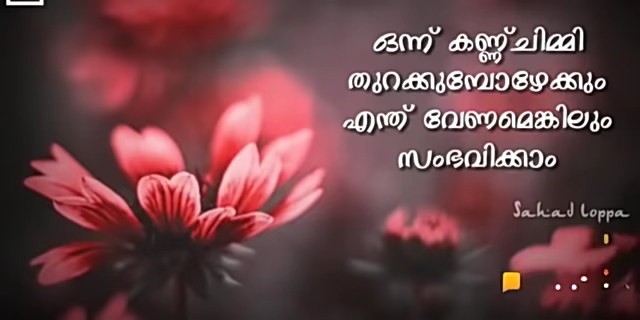 ഒന്ന് കണ്ണ്ചിമ്മി
തുറക്കുമ്പോഴേക്കും
എന്ത് വേണമെങ്കിലും
സംഭവിക്കാം
Sahad loppa